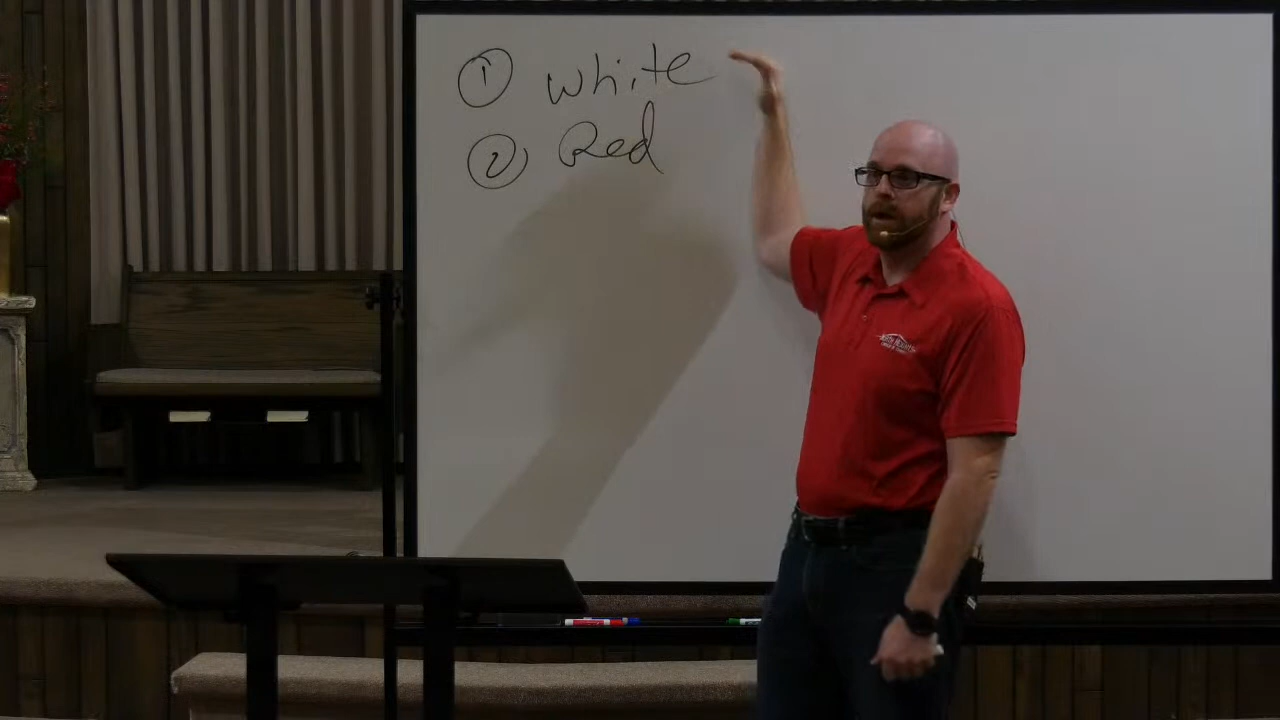 ① White
② Red